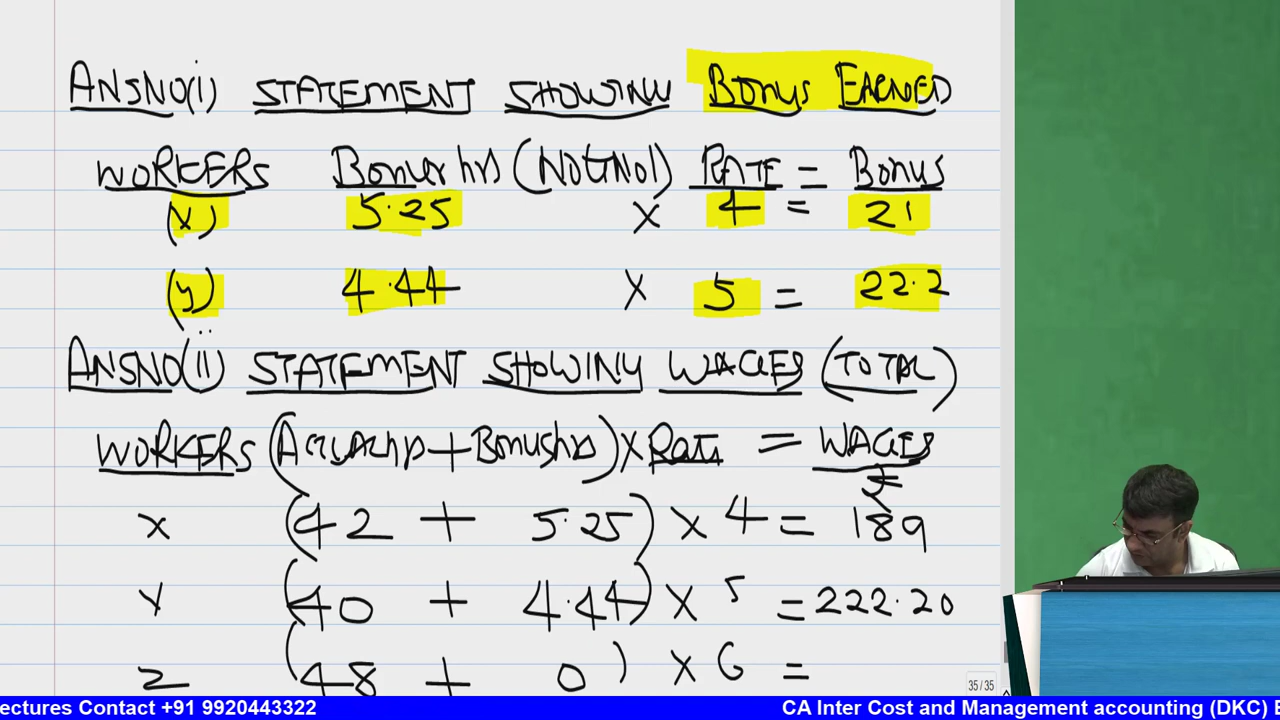 ANSNO(i) STATEMENT SHOWING BONUS EARNED
WORKERS Bonus hrs (Note No1) RATE = BONUS
(x) 5.25 X 4 = 21
(y) 4.44 X 5 = 22.2
ANSNO(ii) STATEMENT SHOWING WAGES (TOTAL)
WORKERS (Actual hrs + Bonus hrs) X Rate = WAGES
₹
x (42 + 5.25) X 4 = 189
Y (40 + 4.44) X 5 = 222.20
Z (48 + 0) X 6 =
35/35
ectures Contact +91 9920443322 CA Inter Cost and Management accounting (DKC) E